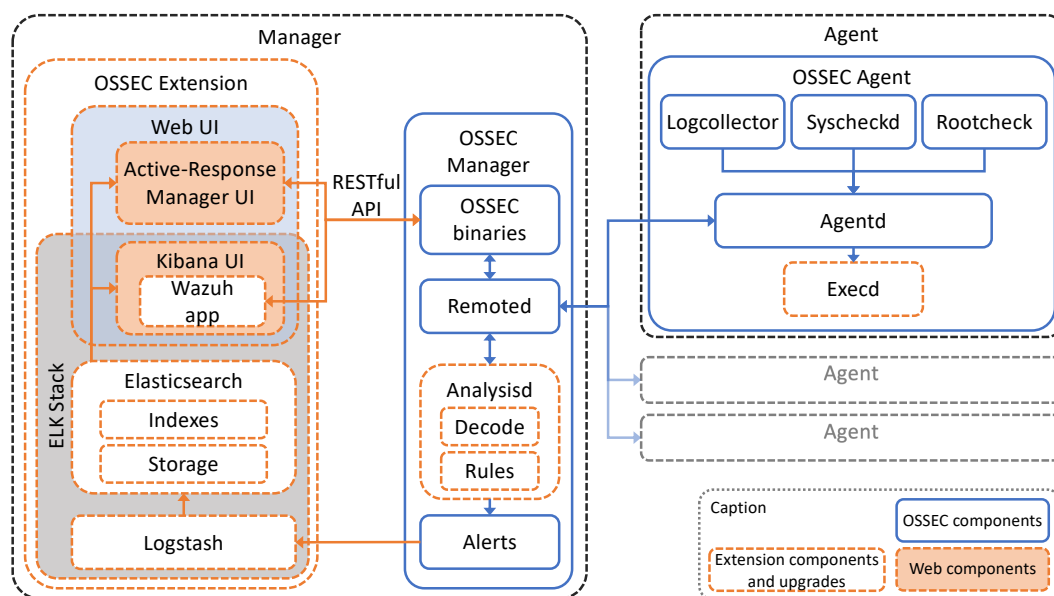 Manager
OSSEC Extension
Web UI
Active-Response
Manager UI
Kibana UI
Wazuh
app
ELK Stack
Elasticsearch
Indexes
Storage
Logstash
RESTful
API
OSSEC
Manager
OSSEC
binaries
Remoted
Analysisd
Decode
Rules
Alerts
Agent
OSSEC Agent
Logcollector
Syscheckd
Rootcheck
Agentd
Execd
Agent
Agent
Caption
OSSEC components
Extension components
and upgrades
Web components